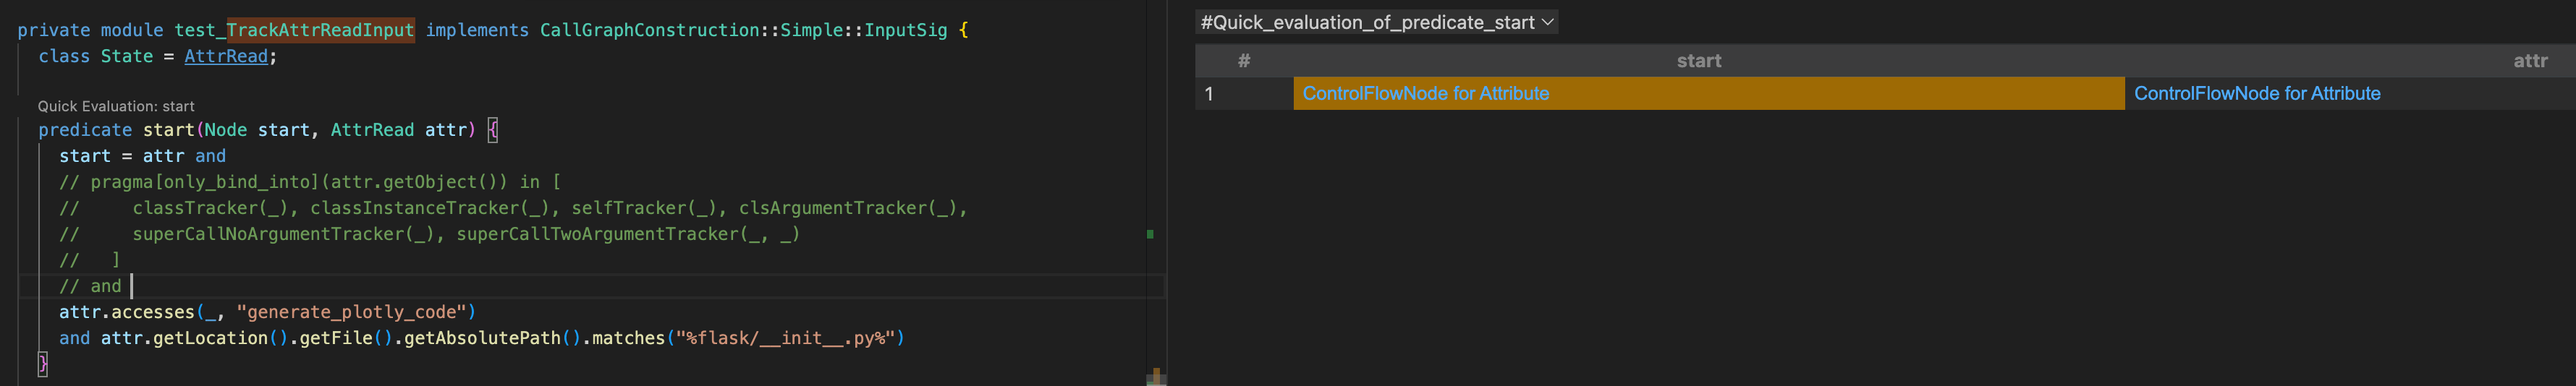 private module test_TrackAttrReadInput implements CallGraphConstruction::Simple::InputSig {
class State = AttrRead;
Quick Evaluation: start
predicate start(Node start, AttrRead attr) {
start = attr and
// pragma[only_bind_into](attr.getObject()) in [
//     classTracker(_), classInstanceTracker(_), selfTracker(_), clsArgumentTracker(_),
//     superCallNoArgumentTracker(_), superCallTwoArgumentTracker(_, _)
//   ]
// and
attr.accesses(_, "generate_plotly_code")
and attr.getLocation().getFile().getAbsolutePath().matches("%flask/__init__.py%")
}
#Quick_evaluation_of_predicate_start
# start attr
1 ControlFlowNode for Attribute ControlFlowNode for Attribute